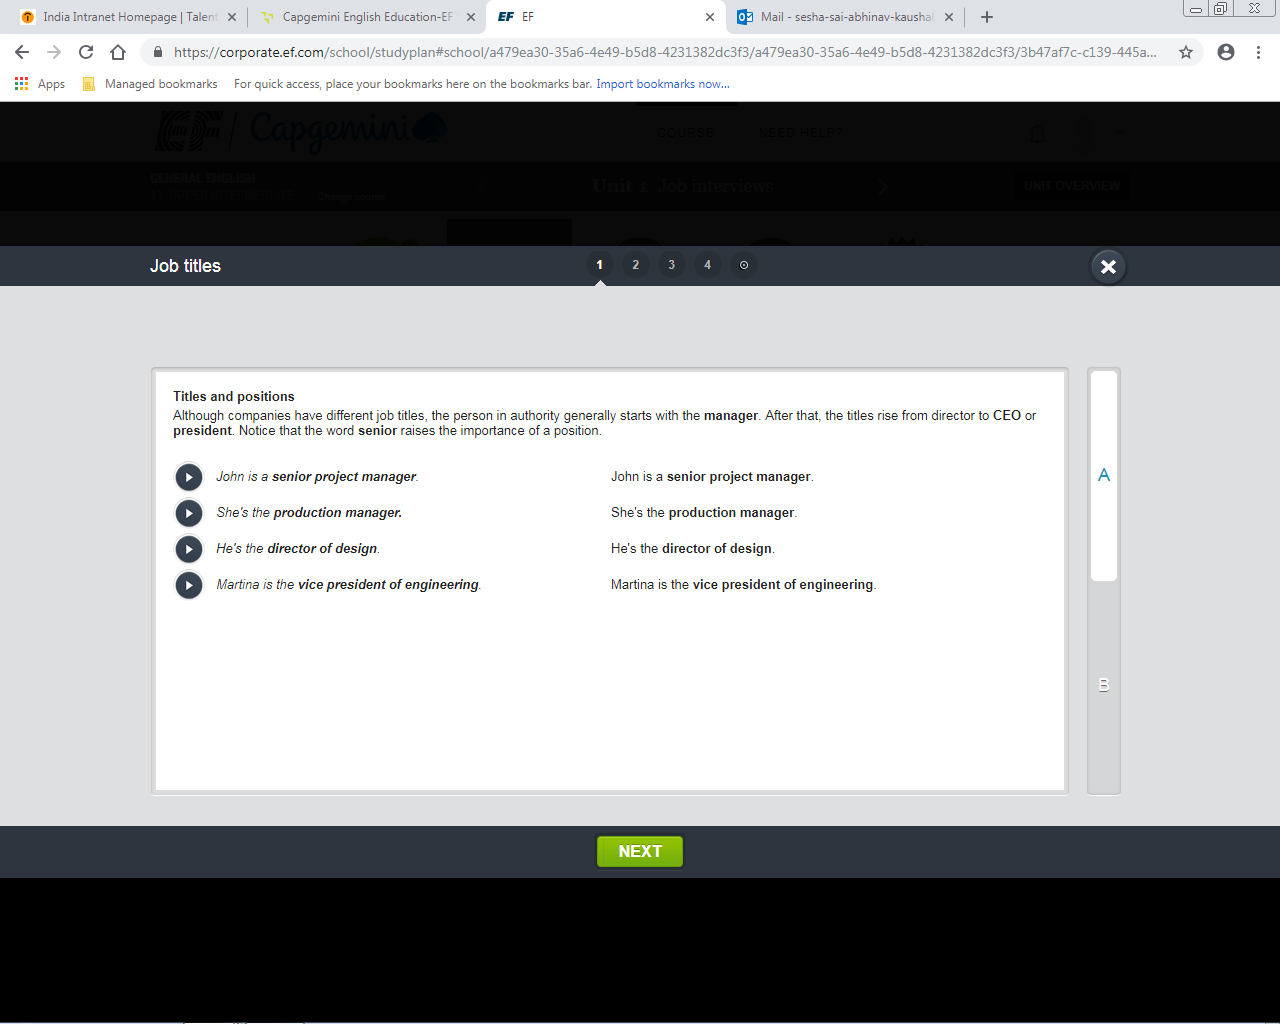 India Intranet Homepage | Talent
Capgemini English Education-EF
EF EF
Mail - sesha-sai-abhinav-kaushal
https://corporate.ef.com/school/studyplan#school/a479ea30-35a6-4e49-b5d8-4231382dc3f3/a479ea30-35a6-4e49-b5d8-4231382dc3f3/3b47af7c-c139-445a...
Apps Managed bookmarks For quick access, place your bookmarks here on the bookmarks bar. Import bookmarks now...
EF Capgemini COURSE NEED HELP?
GENERAL ENGLISH
Unit 1 Job interviews UNIT OVERVIEW
Change course
Job titles 1 2 3 4
Titles and positions
Although companies have different job titles, the person in authority generally starts with the manager. After that, the titles rise from director to CEO or
president. Notice that the word senior raises the importance of a position.
John is a senior project manager. John is a senior project manager.
She's the production manager. She's the production manager.
He's the director of design. He's the director of design.
Martina is the vice president of engineering. Martina is the vice president of engineering.
A
B
NEXT